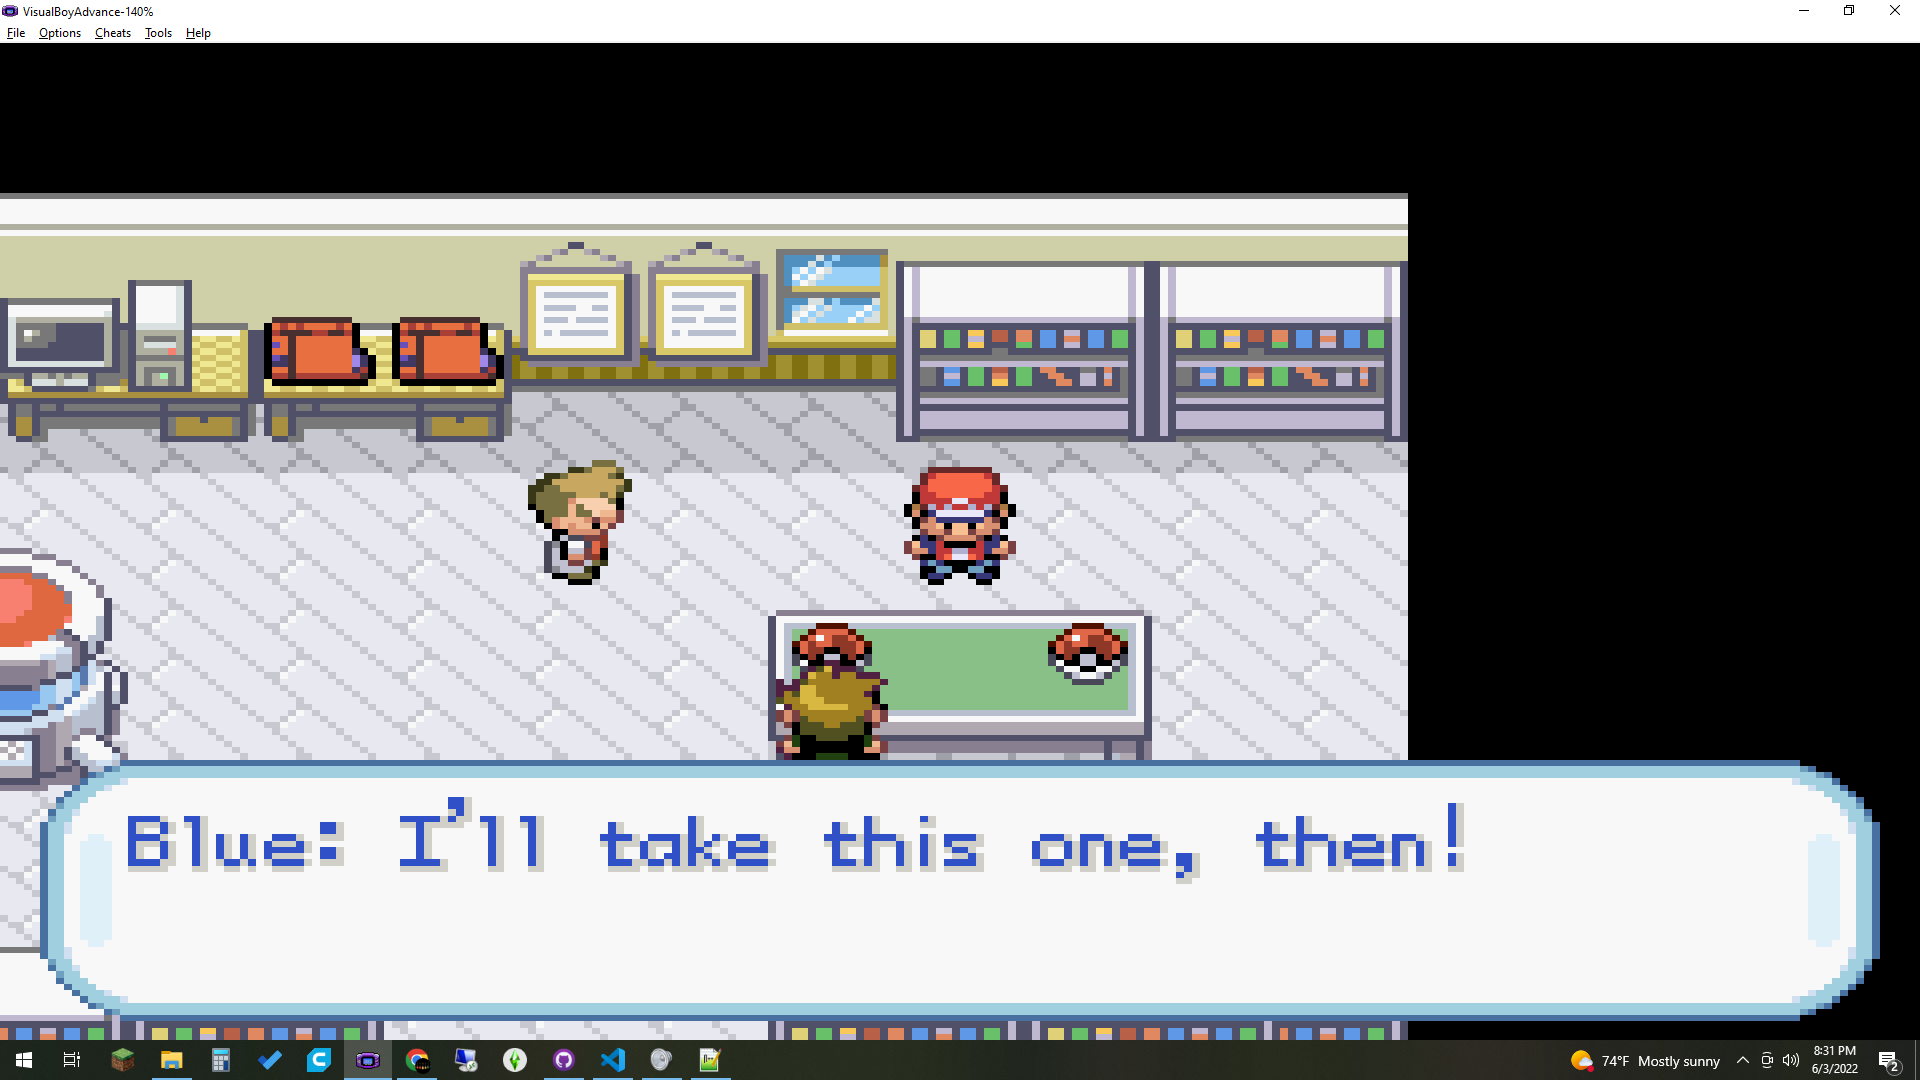 VisualBoyAdvance-140%
File Options Cheats Tools Help
Blue: I'll take this one, then!
74°F Mostly sunny
8:31 PM
6/3/2022
2